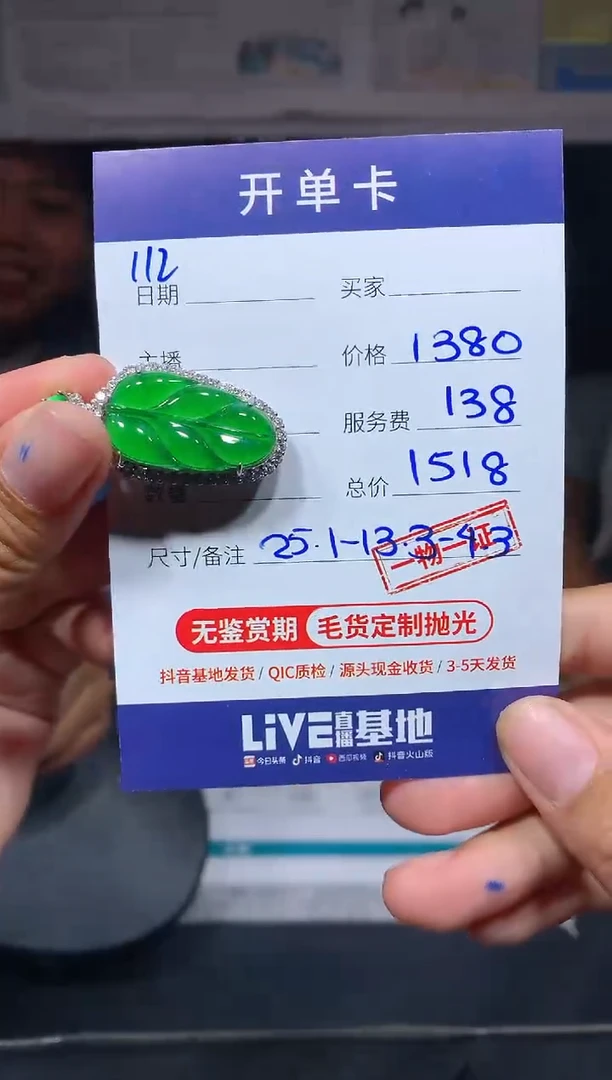 开单卡
112
日期 买家
主播 价格 1380
服务费 138
总价 1518
尺寸/备注 25.1-13.3-4.3
一物一证
无鉴赏期 毛货定制抛光
抖音基地发货/QIC质检/源头现金收货/3-5天发货
LiVE直播基地
今日头条 抖音 西瓜视频 抖音火山版